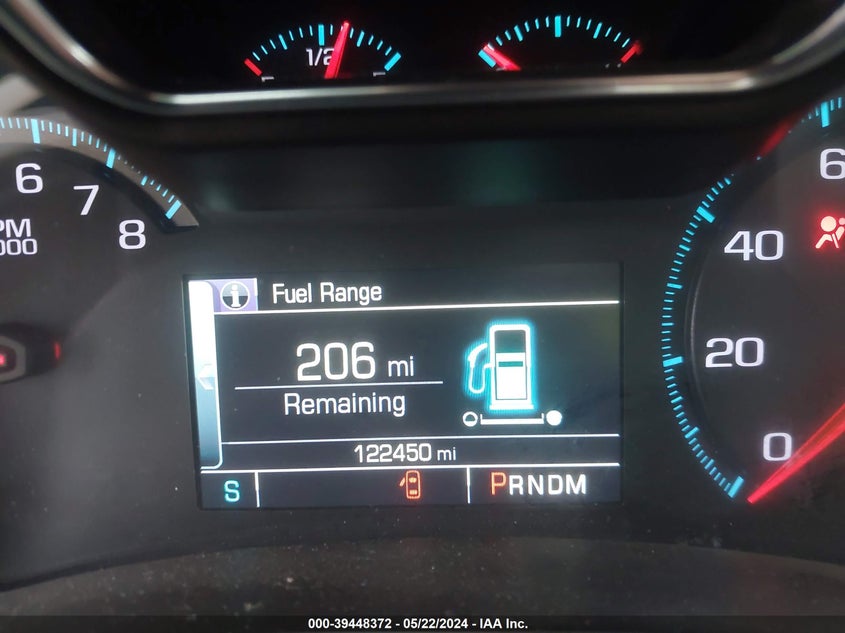 1/2
6
7
8
PM
000
6
40
20
0
Fuel Range
206 mi
Remaining
122450 mi
S
PRNDM
000-39448372 - 05/22/2024 - IAA Inc.